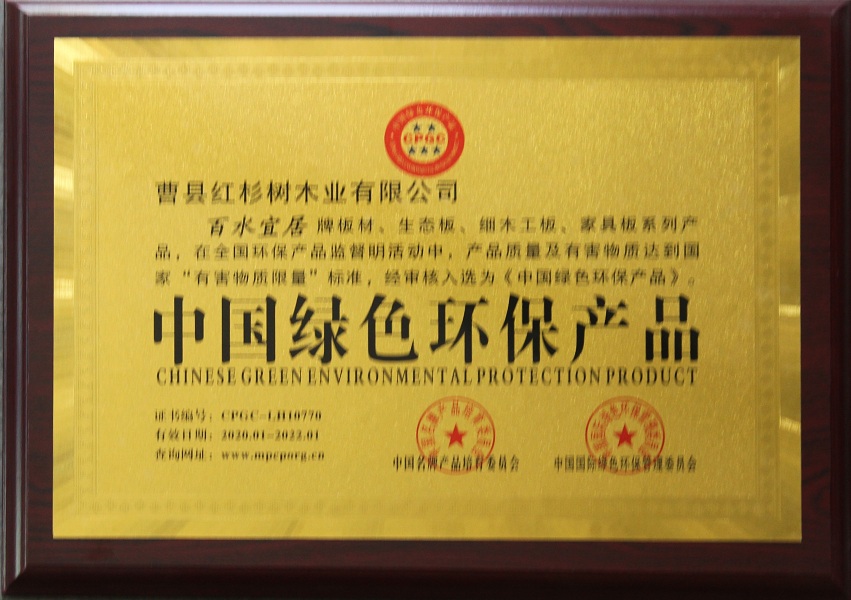 CPGC
曹县红杉树木业有限公司
百水宜居 牌板材、生态板、细木工板、家具板系列产
品，在全国环保产品监督明活动中，产品质量及有害物质达到国
家“有害物质限量”标准，经审核入选为《中国绿色环保产品》。
中国绿色环保产品
CHINESE GREEN ENVIRONMENTAL PROTECTION PRODUCT
证书编号：CPGC-LH10770
有效日期：2020.01-2022.01
查询网址：www.mpcporg.cn
中国名牌产品培育委员会
中国国际绿色环保管理委员会